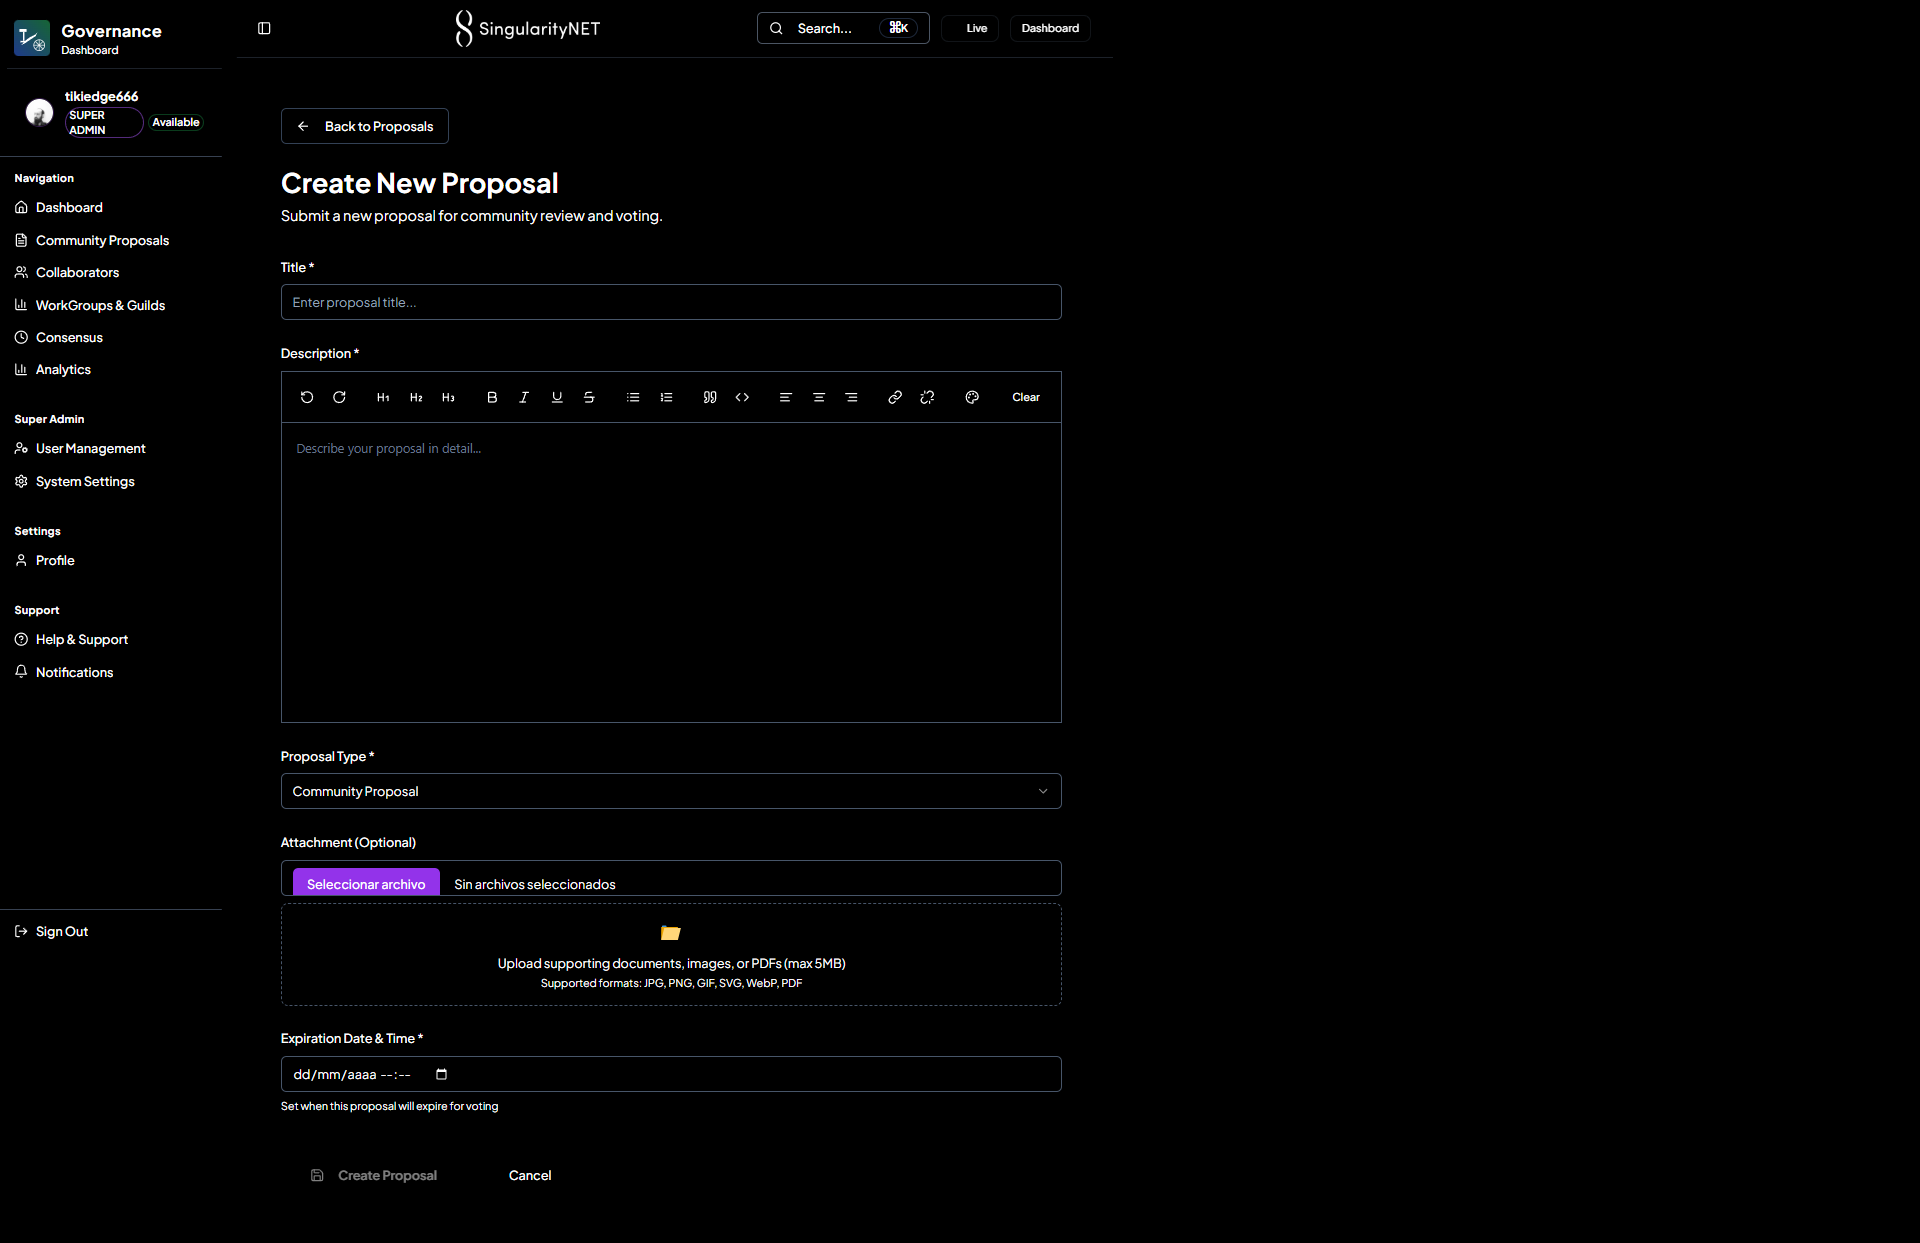 Governance
Dashboard
tikiedge666
SUPER
ADMIN
Available
Navigation
Dashboard
Community Proposals
Collaborators
WorkGroups & Guilds
Consensus
Analytics
Super Admin
User Management
System Settings
Settings
Profile
Support
Help & Support
Notifications
Sign Out
SingularityNET
Search...
⌘K
Live
Dashboard
Back to Proposals
Create New Proposal
Submit a new proposal for community review and voting.
Title *
Enter proposal title...
Description *
H1 H2 H3 B I U S Clear
Describe your proposal in detail...
Proposal Type *
Community Proposal
Attachment (Optional)
Seleccionar archivo Sin archivos seleccionados
Upload supporting documents, images, or PDFs (max 5MB)
Supported formats: JPG, PNG, GIF, SVG, WebP, PDF
Expiration Date & Time *
dd/mm/aaaa --:--
Set when this proposal will expire for voting
Create Proposal
Cancel